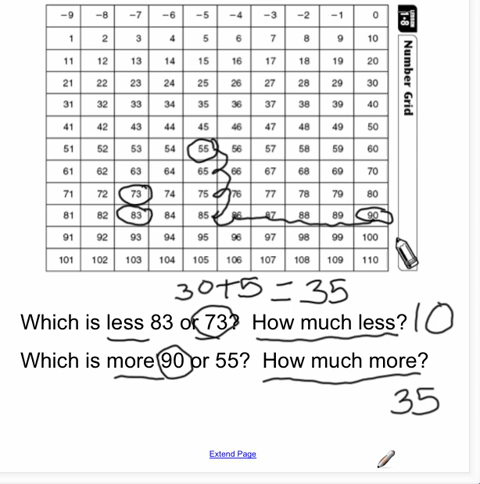 -9 -8 -7 -6 -5 -4 -3 -2 -1 0
1 2 3 4 5 6 7 8 9 10
11 12 13 14 15 16 17 18 19 20
21 22 23 24 25 26 27 28 29 30
31 32 33 34 35 36 37 38 39 40
41 42 43 44 45 46 47 48 49 50
51 52 53 54 55 56 57 58 59 60
61 62 63 64 65 66 67 68 69 70
71 72 73 74 75 76 77 78 79 80
81 82 83 84 85 86 87 88 89 90
91 92 93 94 95 96 97 98 99 100
101 102 103 104 105 106 107 108 109 110
LESSON
1·8
Number Grid
30+5=35
Which is less 83 or 73? How much less? 10
Which is more 90 or 55? How much more?
35
Extend Page